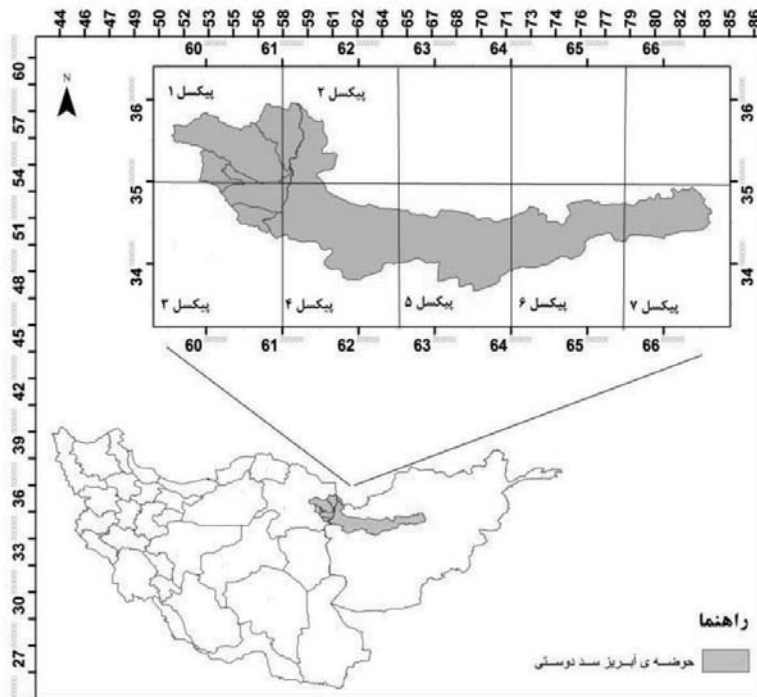 44 46 47 49 51 52 53 55 56 58 59 61 62 64 65 67 68 70 71 73 74 76 77 79 80 82 83 85 86
60 61 62 63 64 65 66
60 57 54 51 48 45 42 39 36 33 30 27
36 35 34
36 35 34
N
پیکسل ۱
پیکسل ۲
پیکسل ۳
پیکسل ۴
پیکسل ۵
پیکسل ۶
پیکسل ۷
60 61 62 63 64 65 66
راهنما
حوضه ی آبریز سد دوستی